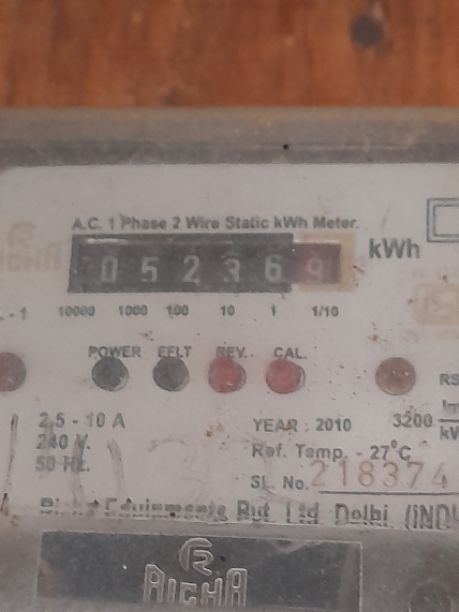 A.C. 1 Phase 2 Wire Static kWh Meter.
0 5 2 3 6 9 kWh
10000 1000 100 10 1 1/10
POWER EFLT REV. CAL.
2.5 - 10 A
240 V.
50 Hz.
YEAR : 2010
3200
Ref. Temp. - 27°C
SL. No. 218374
Equipments Pvt. Ltd. Delhi.